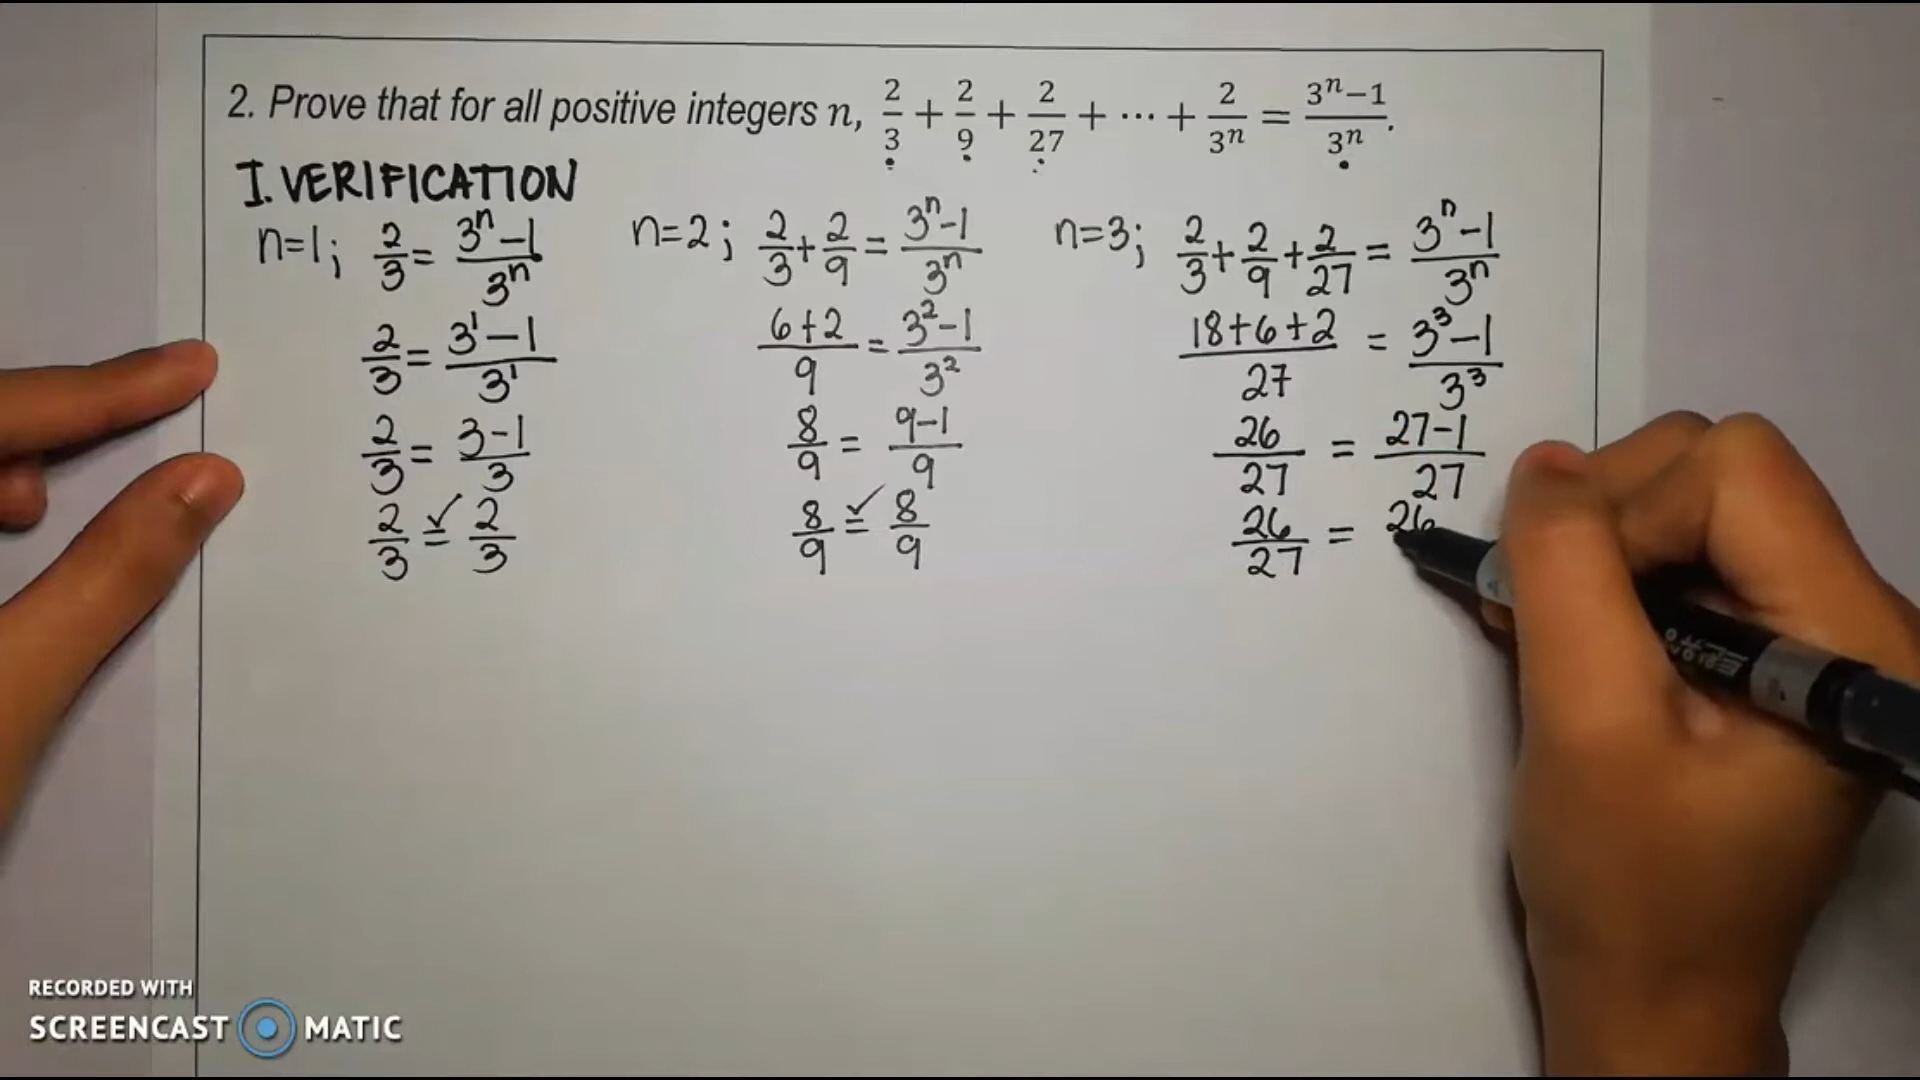 2. Prove that for all positive integers n, 2/3 + 2/9 + 2/27 + ⋯ + 2/3ⁿ = 3ⁿ−1/3ⁿ.
I. VERIFICATION
n=1; 2/3 = 3ⁿ-1/3ⁿ
2/3 = 3¹-1/3¹
2/3 = 3-1/3
2/3 =✓ 2/3
n=2; 2/3 + 2/9 = 3ⁿ-1/3ⁿ
6+2/9 = 3²-1/3²
8/9 = 9-1/9
8/9 =✓ 8/9
n=3; 2/3 + 2/9 + 2/27 = 3ⁿ-1/3ⁿ
18+6+2/27 = 3³-1/3³
26/27 = 27-1/27
26/27 = 26
RECORDED WITH
SCREENCAST MATIC